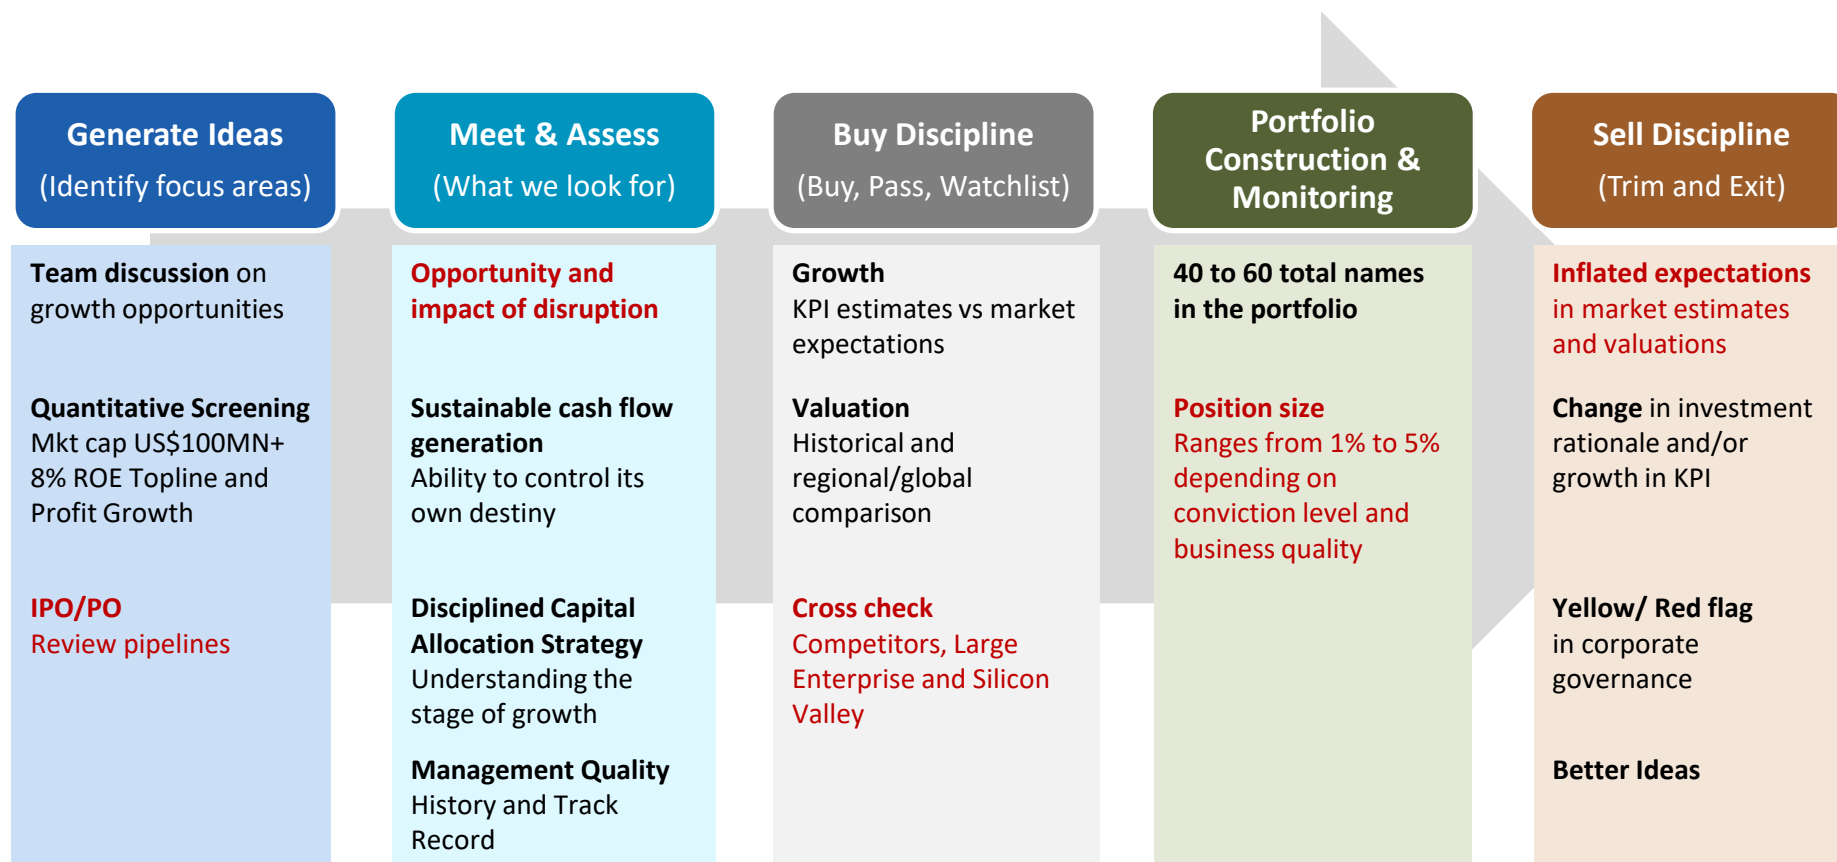 Generate Ideas
(Identify focus areas)
Team discussion on
growth opportunities
Quantitative Screening
Mkt cap US$100MN+
8% ROE Topline and
Profit Growth
IPO/PO
Review pipelines
Meet & Assess
(What we look for)
Opportunity and
impact of disruption
Sustainable cash flow
generation
Ability to control its
own destiny
Disciplined Capital
Allocation Strategy
Understanding the
stage of growth
Management Quality
History and Track
Record
Buy Discipline
(Buy, Pass, Watchlist)
Growth
KPI estimates vs market
expectations
Valuation
Historical and
regional/global
comparison
Cross check
Competitors, Large
Enterprise and Silicon
Valley
Portfolio
Construction &
Monitoring
40 to 60 total names
in the portfolio
Position size
Ranges from 1% to 5%
depending on
conviction level and
business quality
Sell Discipline
(Trim and Exit)
Inflated expectations
in market estimates
and valuations
Change in investment
rationale and/or
growth in KPI
Yellow/ Red flag
in corporate
governance
Better Ideas